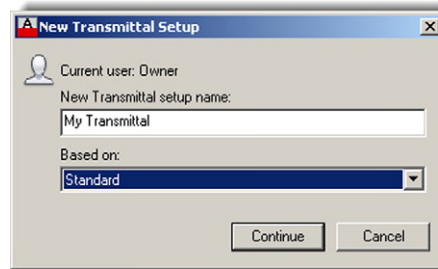 New Transmittal Setup
Current user: Owner
New Transmittal setup name:
My Transmittal
Based on:
Standard
Continue Cancel